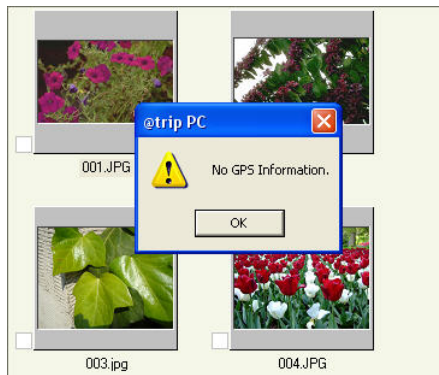 @trip PC
No GPS Information.
OK
001.JPG
003.jpg
004.JPG